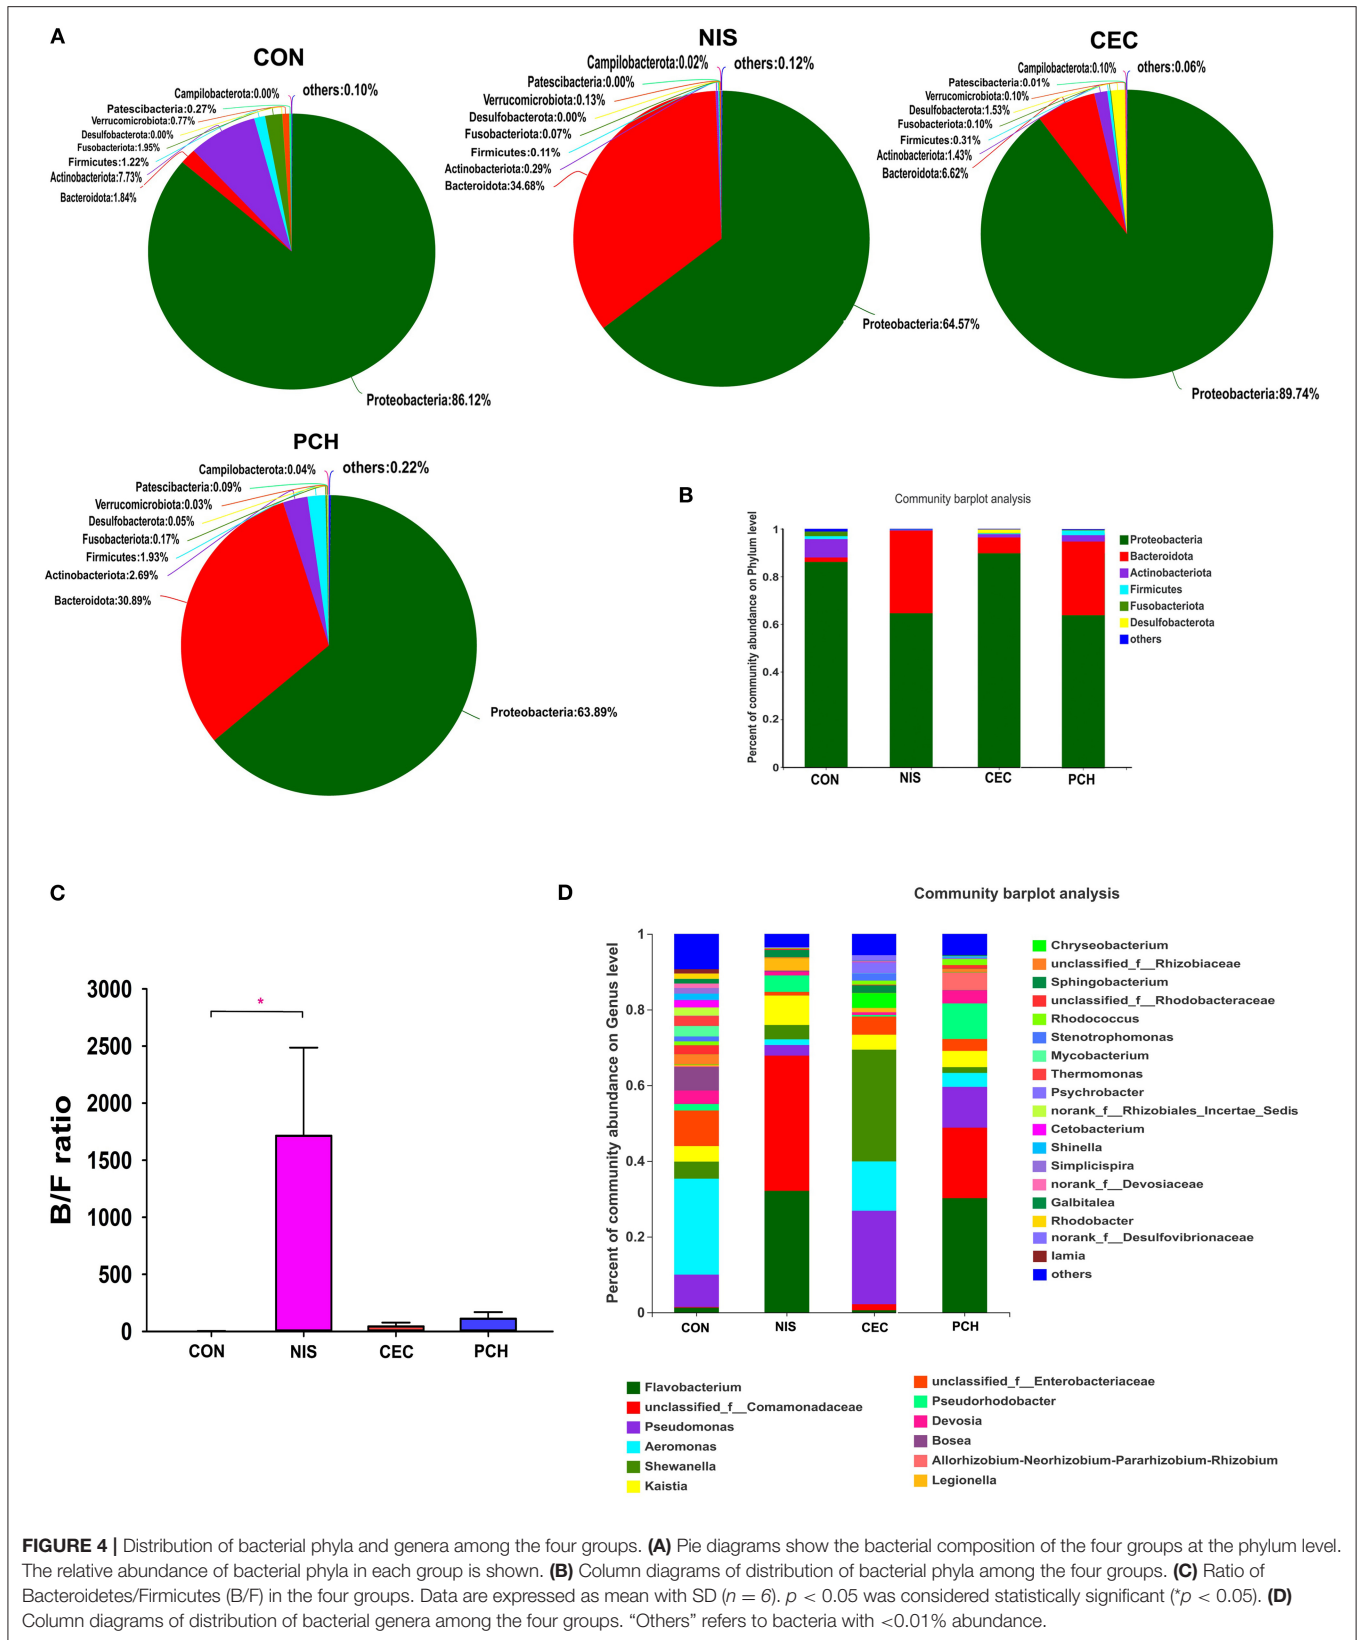 A
CON
Campilobacterota:0.00%
others:0.10%
Patescibacteria:0.27%
Verrucomicrobiota:0.77%
Desulfobacterota:0.00%
Fusobacteriota:1.95%
Firmicutes:1.22%
Actinobacteriota:7.73%
Bacteroidota:1.84%
Proteobacteria:86.12%
NIS
Campilobacterota:0.02%
others:0.12%
Patescibacteria:0.00%
Verrucomicrobiota:0.13%
Desulfobacterota:0.00%
Fusobacteriota:0.07%
Firmicutes:0.11%
Actinobacteriota:0.29%
Bacteroidota:34.68%
Proteobacteria:64.57%
CEC
Campilobacterota:0.10%
others:0.06%
Patescibacteria:0.01%
Verrucomicrobiota:0.10%
Desulfobacterota:1.53%
Fusobacteriota:0.10%
Firmicutes:0.31%
Actinobacteriota:1.43%
Bacteroidota:6.62%
Proteobacteria:89.74%
PCH
Campilobacterota:0.04%
others:0.22%
Patescibacteria:0.09%
Verrucomicrobiota:0.03%
Desulfobacterota:0.05%
Fusobacteriota:0.17%
Firmicutes:1.93%
Actinobacteriota:2.69%
Bacteroidota:30.89%
Proteobacteria:63.89%
B
Community barplot analysis
Percent of community abundance on Phylum level
1
0.8
0.6
0.4
0.2
0
CON
NIS
CEC
PCH
Proteobacteria
Bacteroidota
Actinobacteriota
Firmicutes
Fusobacteriota
Desulfobacterota
others
C
B/F ratio
3000
2500
2000
1500
1000
500
0
*
CON
NIS
CEC
PCH
D
Community barplot analysis
Percent of community abundance on Genus level
1
0.8
0.6
0.4
0.2
0
CON
NIS
CEC
PCH
Chryseobacterium
unclassified_f__Rhizobiaceae
Sphingobacterium
unclassified_f__Rhodobacteraceae
Rhodococcus
Stenotrophomonas
Mycobacterium
Thermomonas
Psychrobacter
norank_f__Rhizobiales_Incertae_Sedis
Cetobacterium
Shinella
Simplicispira
norank_f__Devosiaceae
Galbitalea
Rhodobacter
norank_f__Desulfovibrionaceae
Iamia
others
Flavobacterium
unclassified_f__Comamonadaceae
Pseudomonas
Aeromonas
Shewanella
Kaistia
unclassified_f__Enterobacteriaceae
Pseudorhodobacter
Devosia
Bosea
Allorhizobium-Neorhizobium-Pararhizobium-Rhizobium
Legionella
FIGURE 4 | Distribution of bacterial phyla and genera among the four groups. (A) Pie diagrams show the bacterial composition of the four groups at the phylum level.
The relative abundance of bacterial phyla in each group is shown. (B) Column diagrams of distribution of bacterial phyla among the four groups. (C) Ratio of
Bacteroidetes/Firmicutes (B/F) in the four groups. Data are expressed as mean with SD (n = 6). p < 0.05 was considered statistically significant (*p < 0.05). (D)
Column diagrams of distribution of bacterial genera among the four groups. “Others” refers to bacteria with <0.01% abundance.